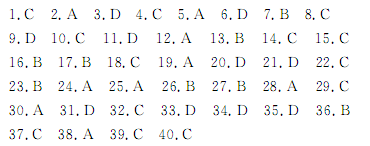 1.C 2.A 3.D 4.C 5.A 6.D 7.B 8.C
9.D 10.C 11.D 12.A 13.B 14.C 15.C
16.B 17.B 18.C 19.A 20.D 21.D 22.C
23.B 24.A 25.A 26.B 27.B 28.A 29.C
30.A 31.D 32.C 33.D 34.D 35.D 36.B
37.C 38.A 39.C 40.C